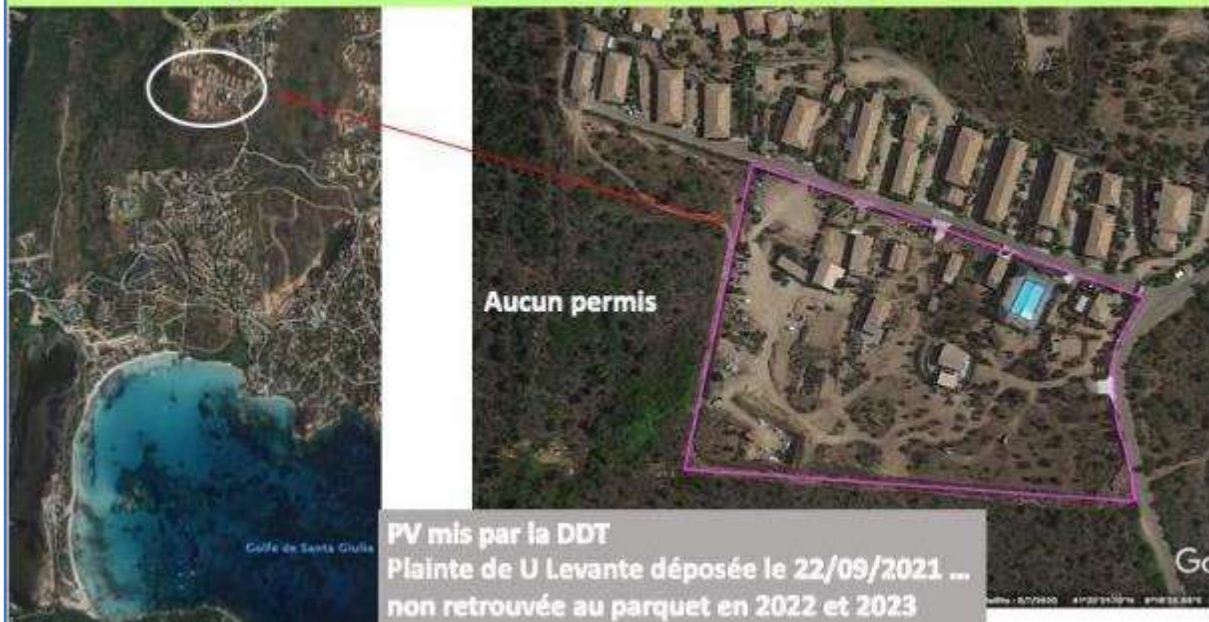 Aucun permis
Golfe de Santa Giulia
PV mis par la DDT
Plainte de U Levante déposée le 22/09/2021 ...
non retrouvée au parquet en 2022 et 2023
Go